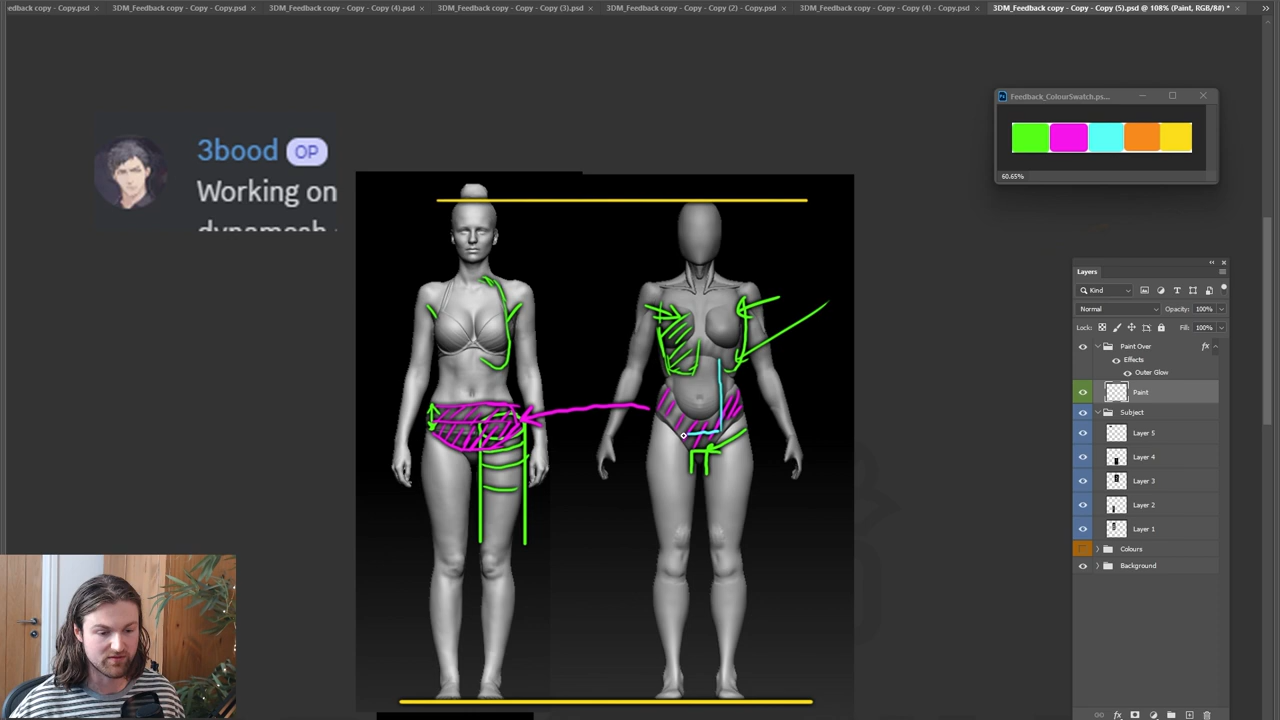 edback copy - Copy.psd × 3DM_Feedback copy - Copy.psd × 3DM_Feedback copy - Copy (4).psd × 3DM_Feedback copy - Copy (3).psd × 3DM_Feedback copy - Copy (2).psd × 3DM_Feedback copy - Copy (4) - Copy.psd × 3DM_Feedback copy - Copy - Copy (5).psd @ 108% (Paint, RGB/8#) * ×
Feedback_ColourSwatch.ps...
3bood OP
Working on
dynamesh
60.65%
Layers
Kind
Normal Opacity: 100%
Lock: Fill: 100%
Paint Over fx
Effects
Outer Glow
Paint
Subject
Layer 5
Layer 4
Layer 3
Layer 2
Layer 1
Colours
Background
fx